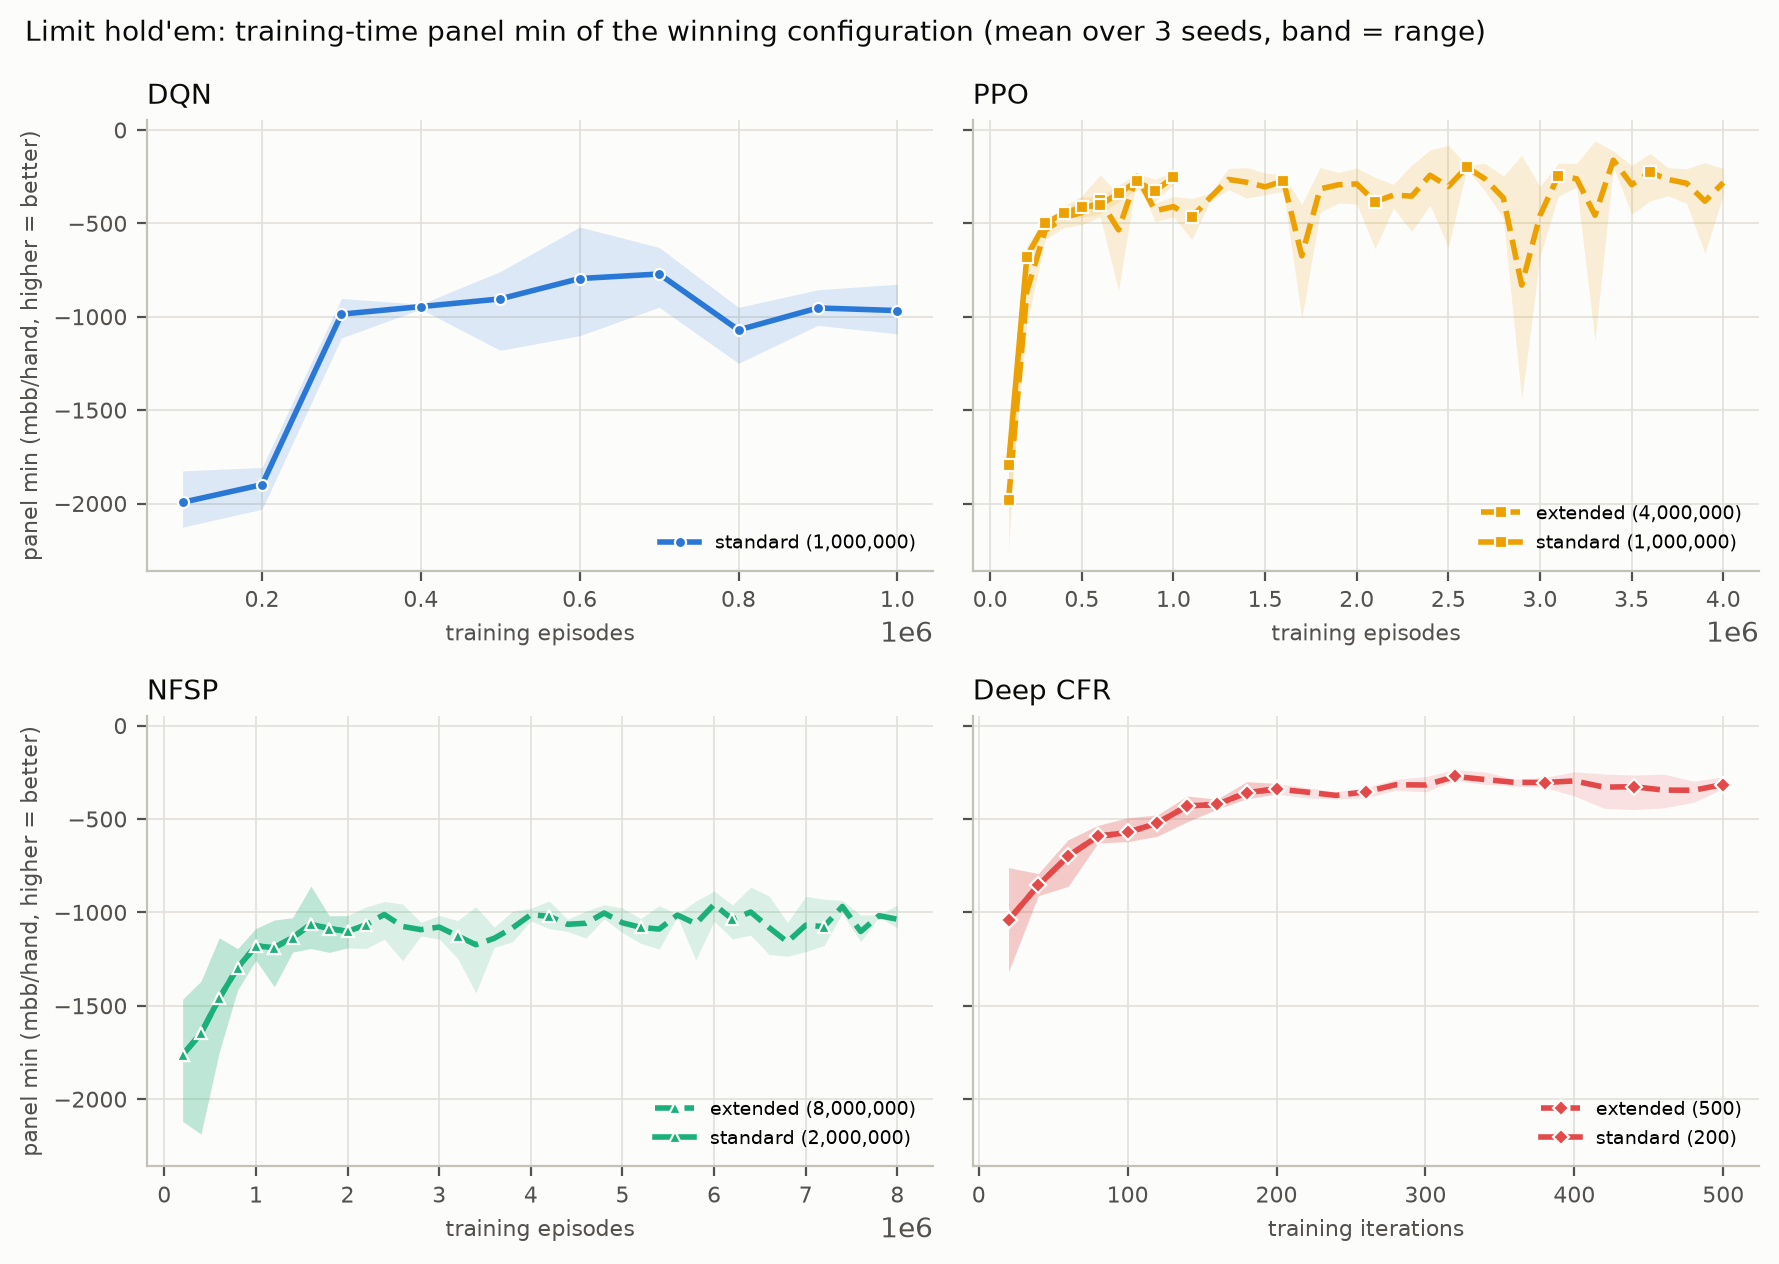 Limit hold'em: training-time panel min of the winning configuration (mean over 3 seeds, band = range)
DQN
panel min (mbb/hand, higher = better)
0
−500
−1000
−1500
−2000
standard (1,000,000)
0.2 0.4 0.6 0.8 1.0
training episodes
1e6
PPO
extended (4,000,000)
standard (1,000,000)
0.0 0.5 1.0 1.5 2.0 2.5 3.0 3.5 4.0
training episodes
1e6
NFSP
panel min (mbb/hand, higher = better)
0
−500
−1000
−1500
−2000
extended (8,000,000)
standard (2,000,000)
0 1 2 3 4 5 6 7 8
training episodes
1e6
Deep CFR
extended (500)
standard (200)
0 100 200 300 400 500
training iterations